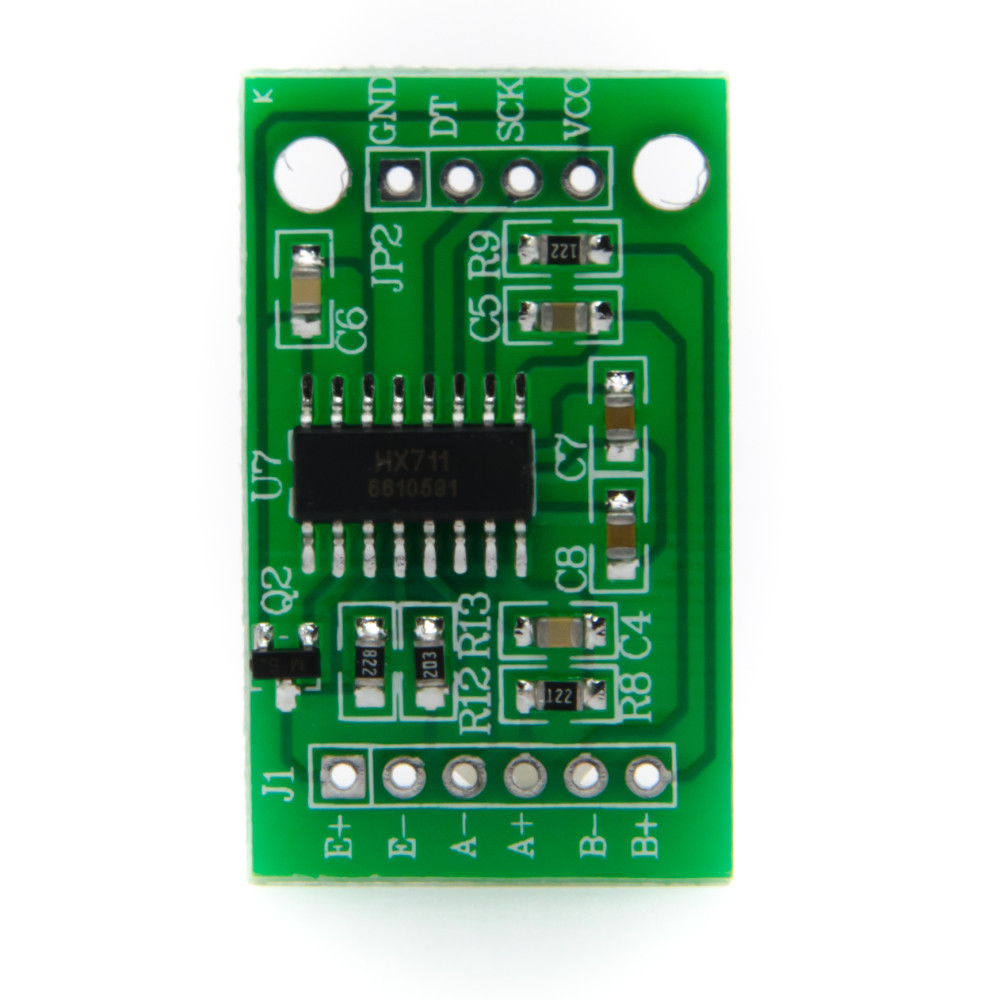 K
GND
DT
SCK
VCC
JP2
R9
122
C5
C6
C7
U7
HX711
5610591
C8
Q2
R13
C4
228
203
R12
122
R8
J1
E+
E-
A-
A+
B-
B+